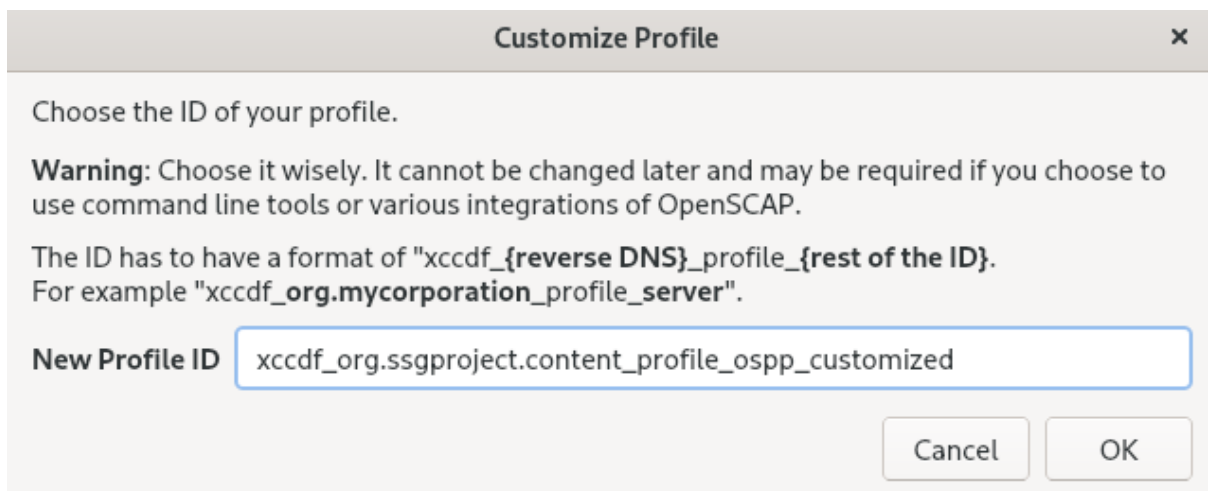 Customize Profile ×
Choose the ID of your profile.
Warning: Choose it wisely. It cannot be changed later and may be required if you choose to
use command line tools or various integrations of OpenSCAP.
The ID has to have a format of "xccdf_{reverse DNS}_profile_{rest of the ID}.
For example "xccdf_org.mycorporation_profile_server".
New Profile ID xccdf_org.ssgproject.content_profile_ospp_customized
Cancel OK